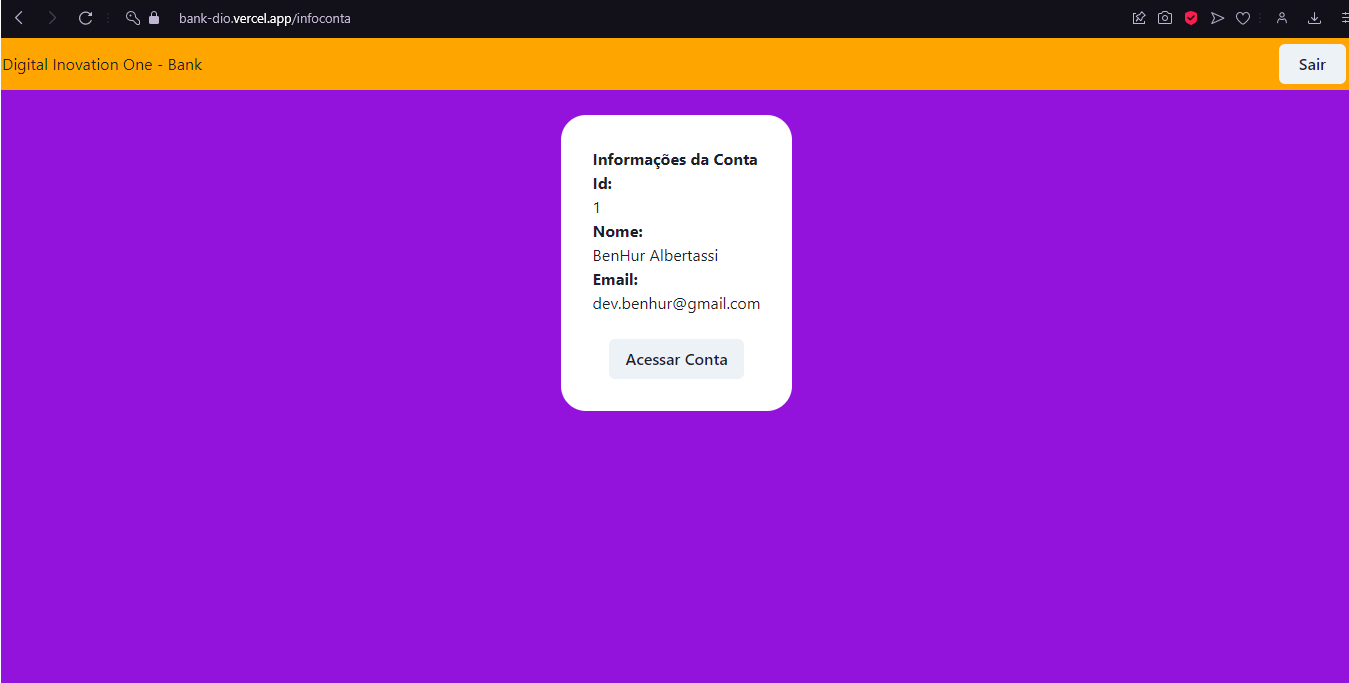 bank-dio.vercel.app/infoconta
Digital Inovation One - Bank
Sair
Informações da Conta
Id:
1
Nome:
BenHur Albertassi
Email:
dev.benhur@gmail.com
Acessar Conta